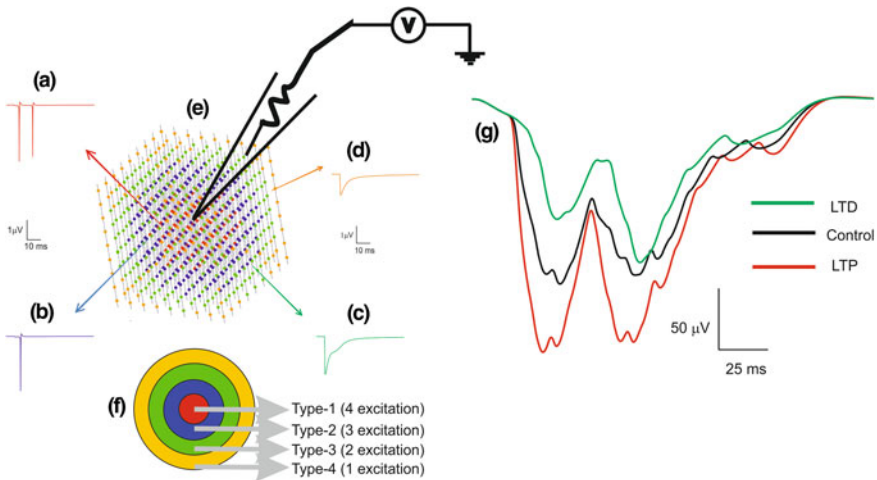 V
(a)
(e)
(d)
(g)
1µV
10 ms
1µV
10 ms
(b)
(c)
LTD
Control
LTP
50 µV
25 ms
(f)
Type-1 (4 excitation)
Type-2 (3 excitation)
Type-3 (2 excitation)
Type-4 (1 excitation)